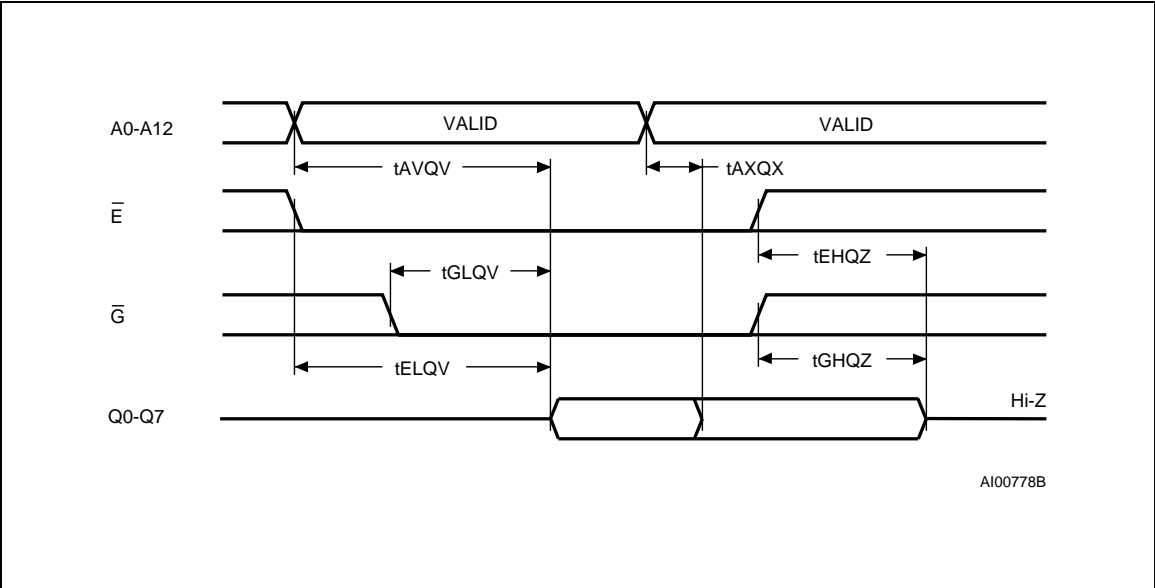 A0-A12
VALID
VALID
tAVQV
tAXQX
E̅
tEHQZ
tGLQV
G̅
tGHQZ
tELQV
Q0-Q7
Hi-Z
AI00778B